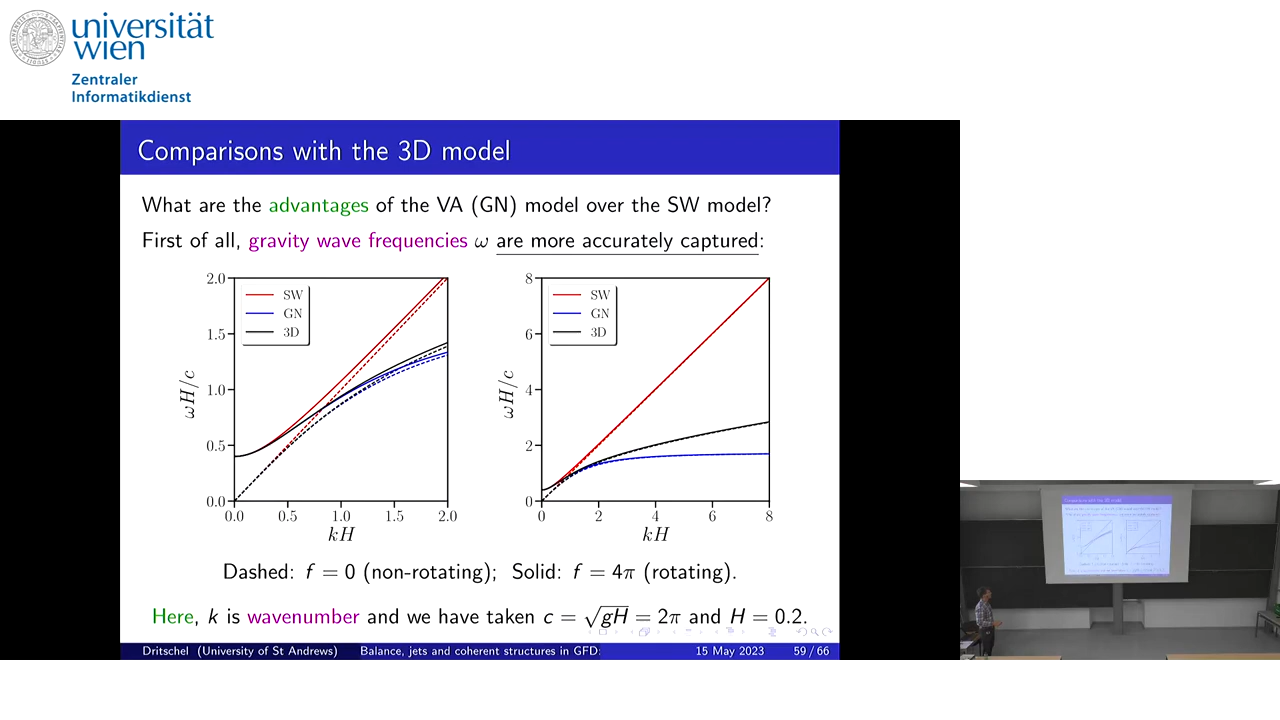 universität
wien
Zentraler
Informatikdienst
Comparisons with the 3D model
What are the advantages of the VA (GN) model over the SW model?
First of all, gravity wave frequencies ω are more accurately captured:
2.0
1.5
1.0
0.5
0.0
ωH/c
SW
GN
3D
0.0 0.5 1.0 1.5 2.0
kH
8
6
4
2
0
ωH/c
SW
GN
3D
0 2 4 6 8
kH
Dashed: f = 0 (non-rotating); Solid: f = 4π (rotating).
Here, k is wavenumber and we have taken c = √gH = 2π and H = 0.2.
Dritschel (University of St Andrews) Balance, jets and coherent structures in GFD: 15 May 2023 59 / 66
Comparisons with the 3D model